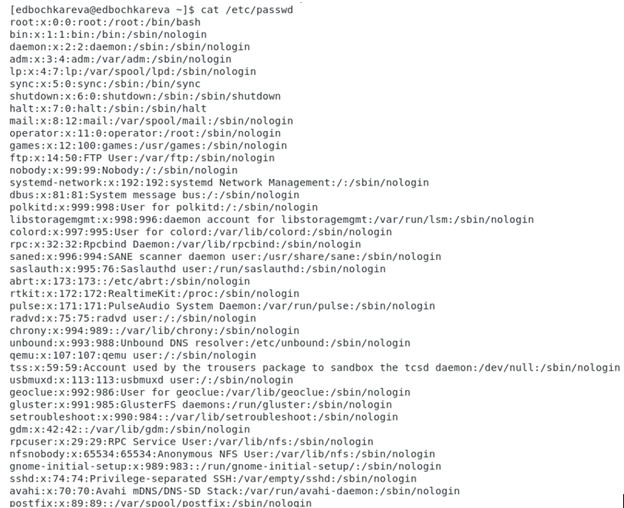 [edbochkareva@edbochkareva ~]$ cat /etc/passwd
root:x:0:0:root:/root:/bin/bash
bin:x:1:1:bin:/bin:/sbin/nologin
daemon:x:2:2:daemon:/sbin:/sbin/nologin
adm:x:3:4:adm:/var/adm:/sbin/nologin
lp:x:4:7:lp:/var/spool/lpd:/sbin/nologin
sync:x:5:0:sync:/sbin:/bin/sync
shutdown:x:6:0:shutdown:/sbin:/sbin/shutdown
halt:x:7:0:halt:/sbin:/sbin/halt
mail:x:8:12:mail:/var/spool/mail:/sbin/nologin
operator:x:11:0:operator:/root:/sbin/nologin
games:x:12:100:games:/usr/games:/sbin/nologin
ftp:x:14:50:FTP User:/var/ftp:/sbin/nologin
nobody:x:99:99:Nobody:/:/sbin/nologin
systemd-network:x:192:192:systemd Network Management:/:/sbin/nologin
dbus:x:81:81:System message bus:/:/sbin/nologin
polkitd:x:999:998:User for polkitd:/:/sbin/nologin
libstoragemgmt:x:998:996:daemon account for libstoragemgmt:/var/run/lsm:/sbin/nologin
colord:x:997:995:User for colord:/var/lib/colord:/sbin/nologin
rpc:x:32:32:Rpcbind Daemon:/var/lib/rpcbind:/sbin/nologin
saned:x:996:994:SANE scanner daemon user:/usr/share/sane:/sbin/nologin
saslauth:x:995:76:Saslauthd user:/run/saslauthd:/sbin/nologin
abrt:x:173:173::/etc/abrt:/sbin/nologin
rtkit:x:172:172:RealtimeKit:/proc:/sbin/nologin
pulse:x:171:171:PulseAudio System Daemon:/var/run/pulse:/sbin/nologin
radvd:x:75:75:radvd user:/:/sbin/nologin
chrony:x:994:989::/var/lib/chrony:/sbin/nologin
unbound:x:993:988:Unbound DNS resolver:/etc/unbound:/sbin/nologin
qemu:x:107:107:qemu user:/:/sbin/nologin
tss:x:59:59:Account used by the trousers package to sandbox the tcsd daemon:/dev/null:/sbin/nologin
usbmuxd:x:113:113:usbmuxd user:/:/sbin/nologin
geoclue:x:992:986:User for geoclue:/var/lib/geoclue:/sbin/nologin
gluster:x:991:985:GlusterFS daemons:/run/gluster:/sbin/nologin
setroubleshoot:x:990:984::/var/lib/setroubleshoot:/sbin/nologin
gdm:x:42:42::/var/lib/gdm:/sbin/nologin
rpcuser:x:29:29:RPC Service User:/var/lib/nfs:/sbin/nologin
nfsnobody:x:65534:65534:Anonymous NFS User:/var/lib/nfs:/sbin/nologin
gnome-initial-setup:x:989:983::/run/gnome-initial-setup/:/sbin/nologin
sshd:x:74:74:Privilege-separated SSH:/var/empty/sshd:/sbin/nologin
avahi:x:70:70:Avahi mDNS/DNS-SD Stack:/var/run/avahi-daemon:/sbin/nologin
postfix:x:89:89::/var/spool/postfix:/sbin/nologin